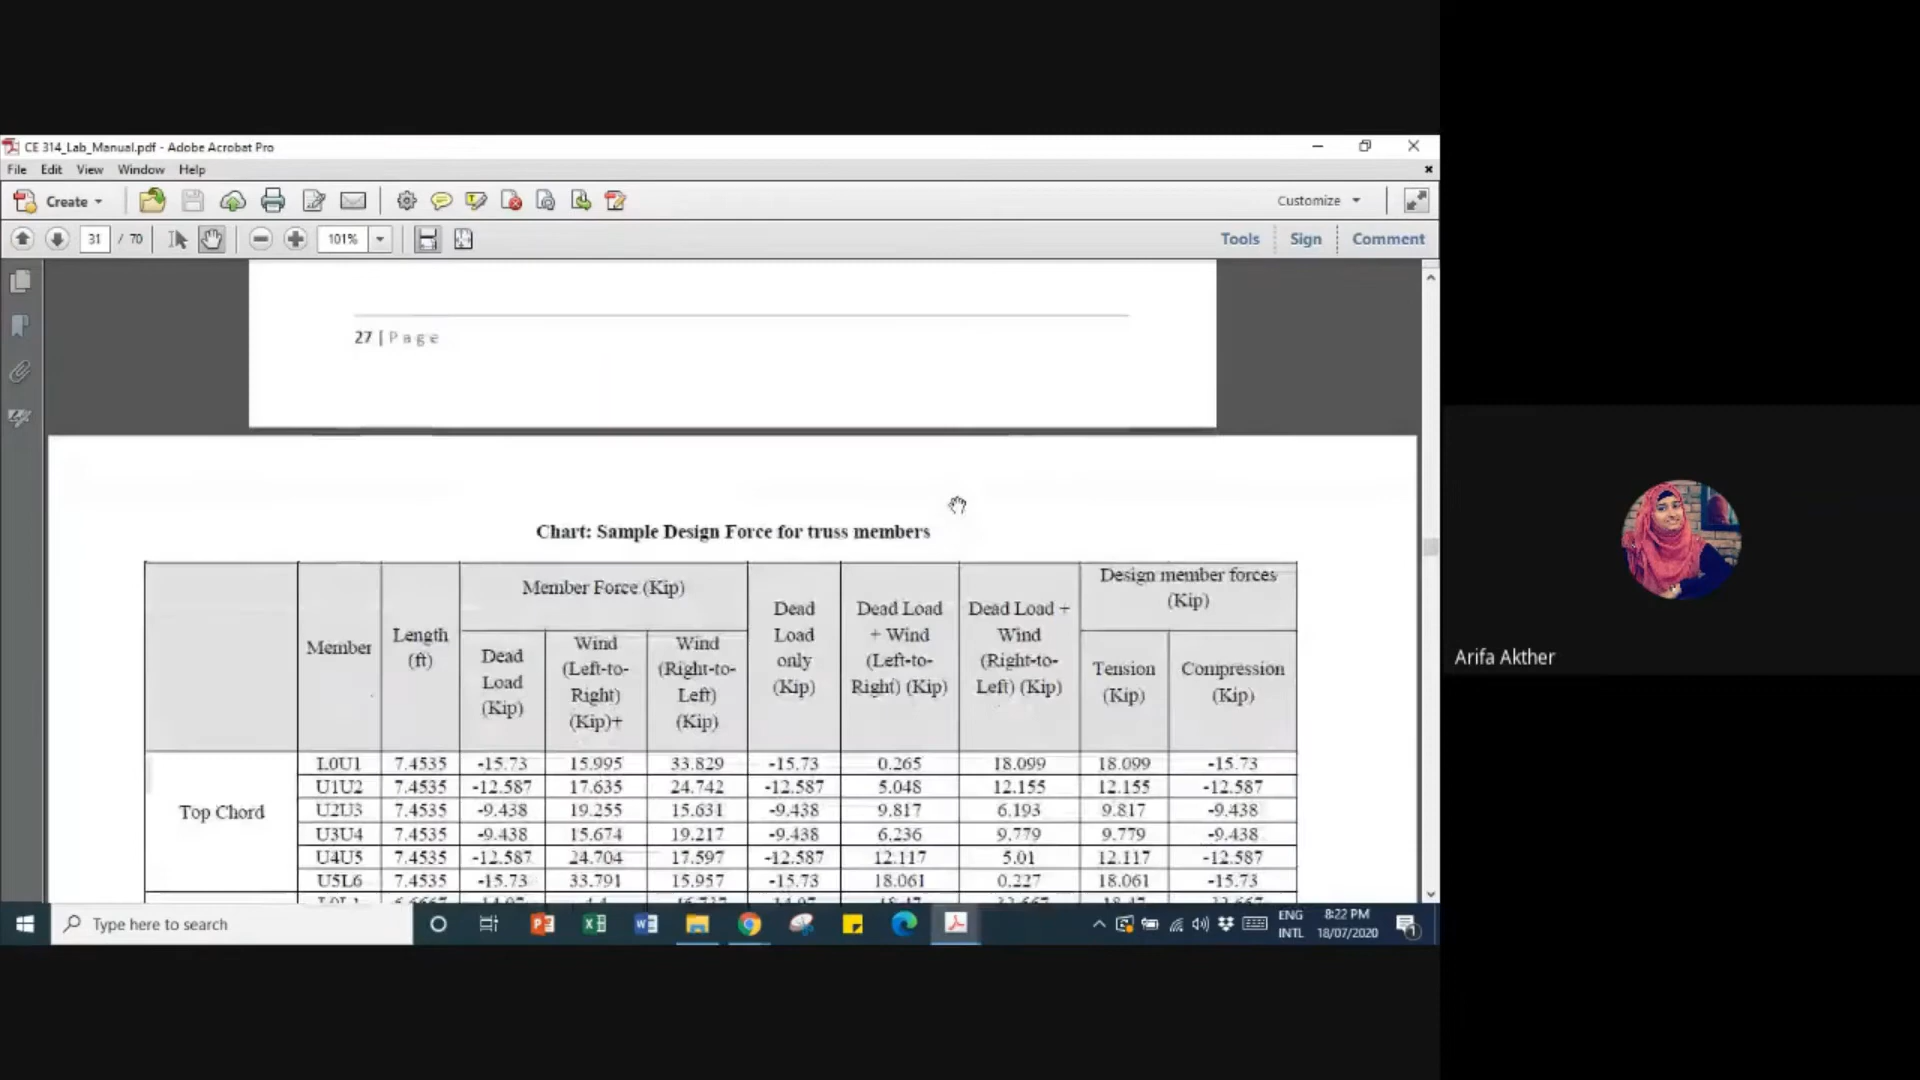 CE 314_Lab_Manual.pdf - Adobe Acrobat Pro
File Edit View Window Help
Create Customize
31 / 70 101% Tools Sign Comment
27 | Page
Chart: Sample Design Force for truss members
Member Length (ft) Member Force (Kip) Dead Load only (Kip) Dead Load + Wind (Left-to-Right) (Kip) Dead Load + Wind (Right-to-Left) (Kip) Design member forces (Kip)
Dead Load (Kip) Wind (Left-to-Right) (Kip)+ Wind (Right-to-Left) (Kip) Tension (Kip) Compression (Kip)
Top Chord
L0U1 7.4535 -15.73 15.995 33.829 -15.73 0.265 18.099 18.099 -15.73
U1U2 7.4535 -12.587 17.635 24.742 -12.587 5.048 12.155 12.155 -12.587
U2U3 7.4535 -9.438 19.255 15.631 -9.438 9.817 6.193 9.817 -9.438
U3U4 7.4535 -9.438 15.674 19.217 -9.438 6.236 9.779 9.779 -9.438
U4U5 7.4535 -12.587 24.704 17.597 -12.587 12.117 5.01 12.117 -12.587
U5L6 7.4535 -15.73 33.791 15.957 -15.73 18.061 0.227 18.061 -15.73
Arifa Akther
Type here to search
ENG INTL
8:22 PM
18/07/2020
1